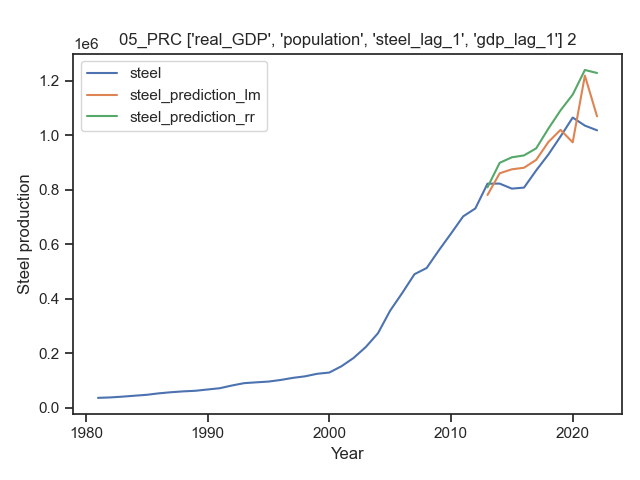 05_PRC ['real_GDP', 'population', 'steel_lag_1', 'gdp_lag_1'] 2
1e6
steel
steel_prediction_lm
steel_prediction_rr
1.2
1.0
0.8
0.6
0.4
0.2
0.0
Steel production
1980
1990
2000
2010
2020
Year